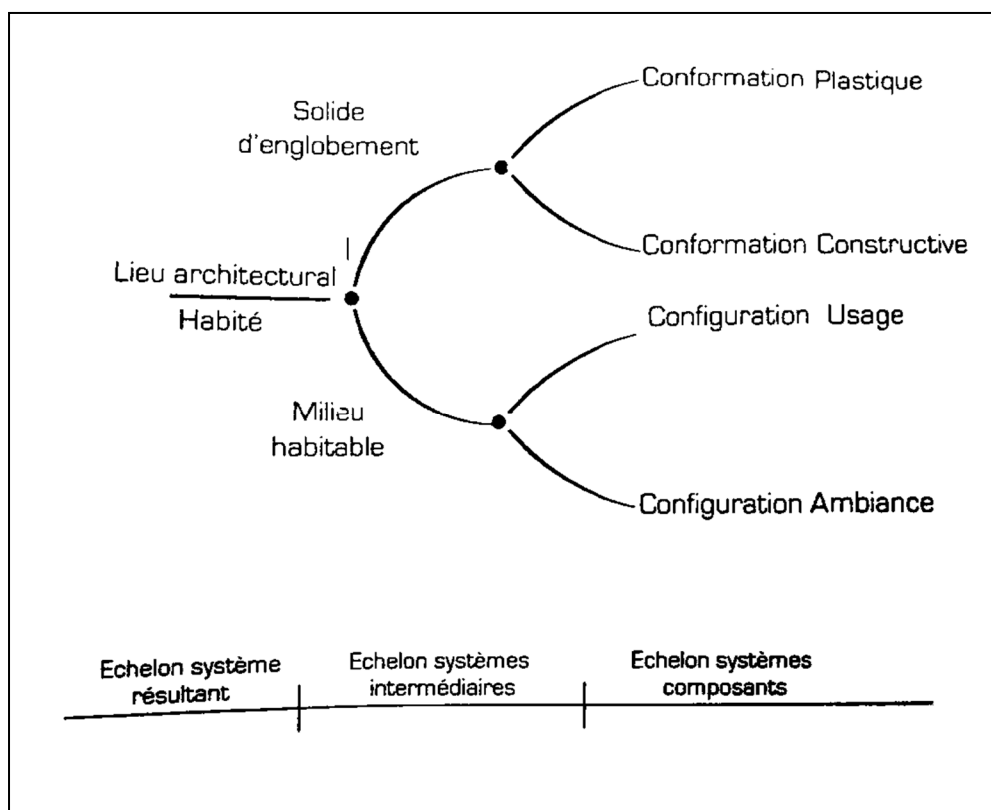 Conformation Plastique
Solide
d'englobement
Conformation Constructive
Lieu architectural
Habité
Configuration Usage
Milieu
habitable
Configuration Ambiance
Echelon système
résultant
Echelon systèmes
intermédiaires
Echelon systèmes
composants